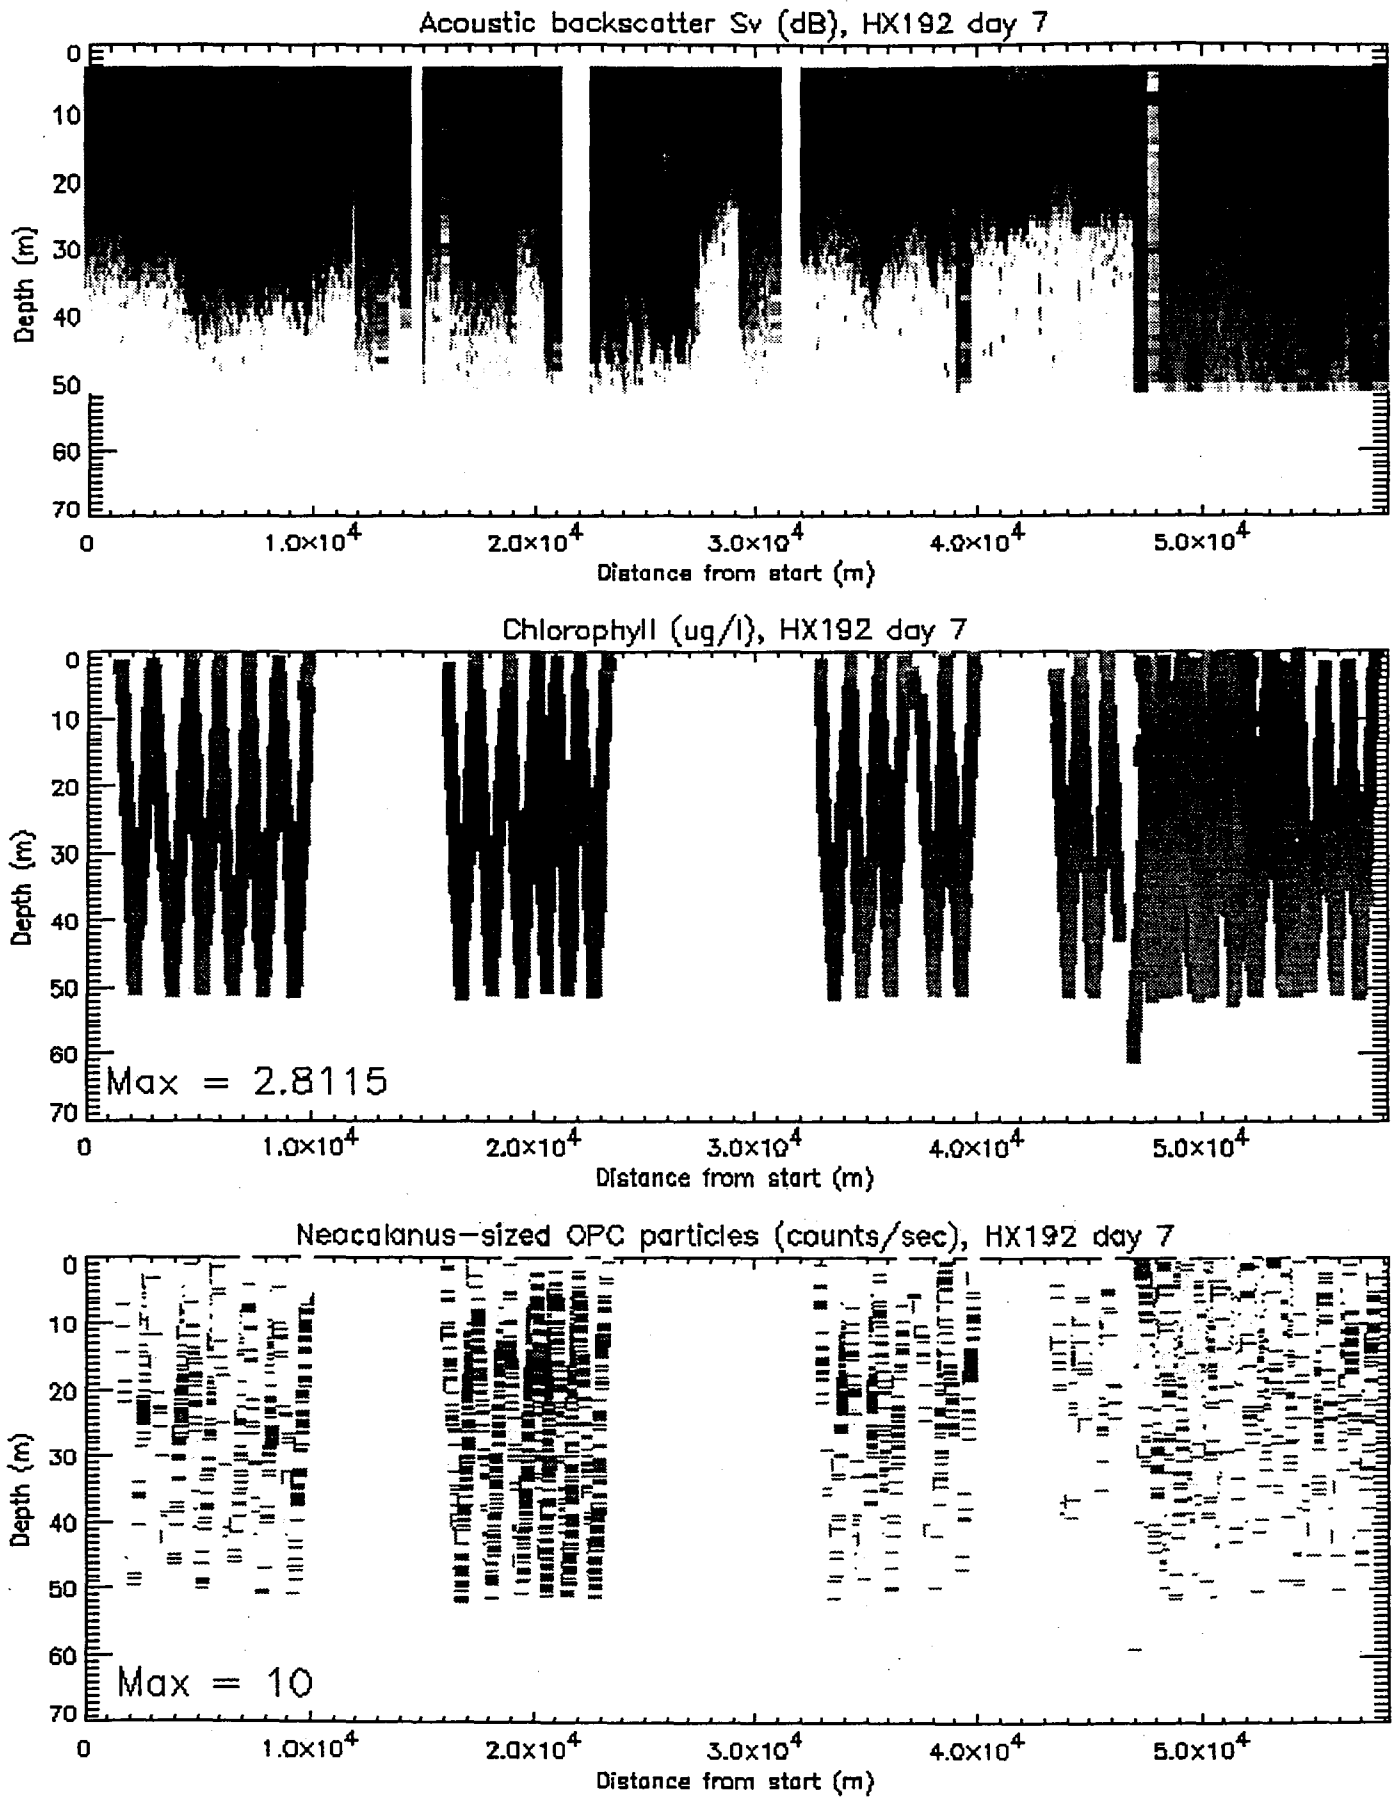 Acoustic backscatter Sv (dB), HX192 day 7
0
10
20
30
40
50
60
70
Depth (m)
0 1.0×10⁴ 2.0×10⁴ 3.0×10⁴ 4.0×10⁴ 5.0×10⁴
Distance from start (m)
Chlorophyll (ug/l), HX192 day 7
0
10
20
30
40
50
60
70
Depth (m)
Max = 2.8115
0 1.0×10⁴ 2.0×10⁴ 3.0×10⁴ 4.0×10⁴ 5.0×10⁴
Distance from start (m)
Neocalanus-sized OPC particles (counts/sec), HX192 day 7
0
10
20
30
40
50
60
70
Depth (m)
Max = 10
0 1.0×10⁴ 2.0×10⁴ 3.0×10⁴ 4.0×10⁴ 5.0×10⁴
Distance from start (m)